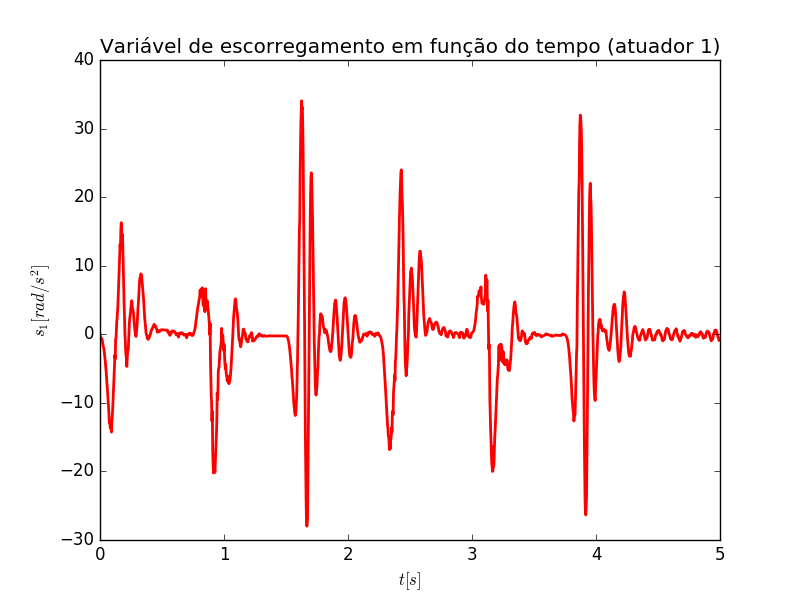 Variável de escorregamento em função do tempo (atuador 1)
40
30
20
10
0
−10
−20
−30
s₁[rad/s²]
0 1 2 3 4 5
t[s]